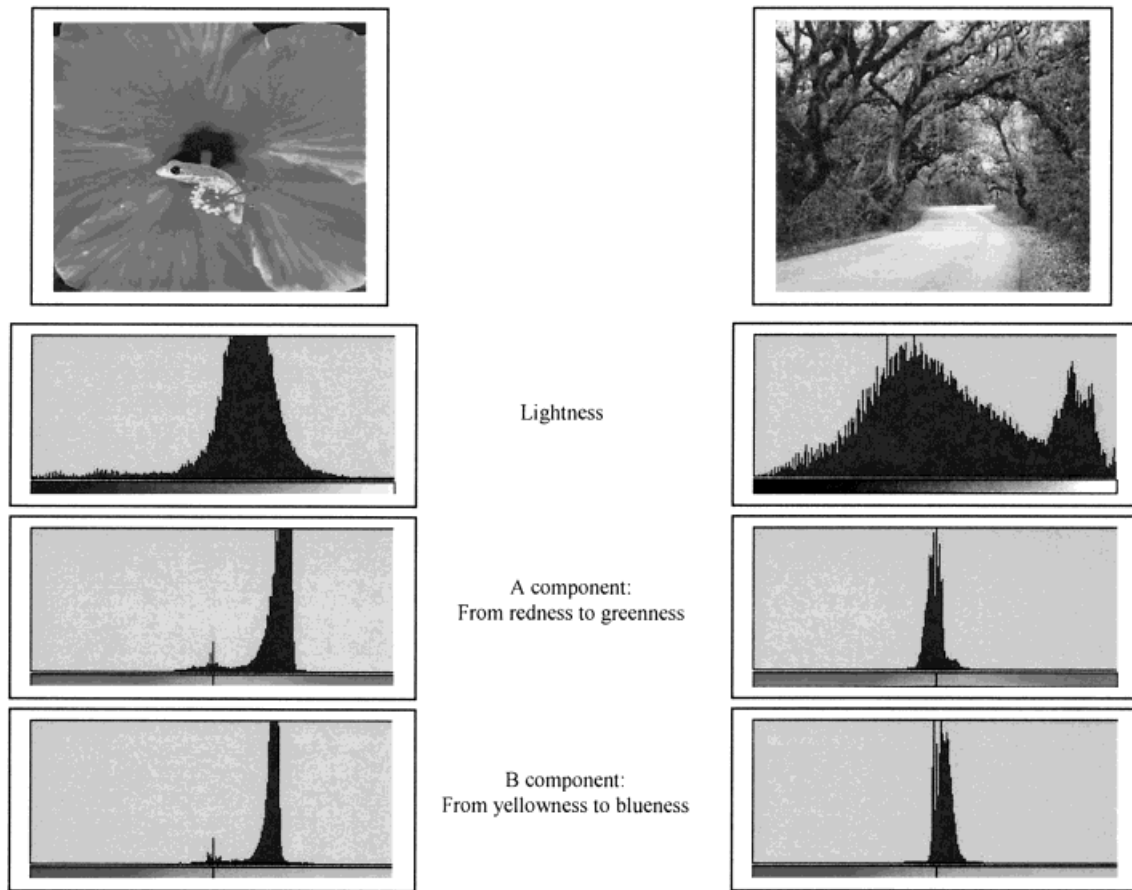 Lightness
A component:
From redness to greenness
B component:
From yellowness to blueness